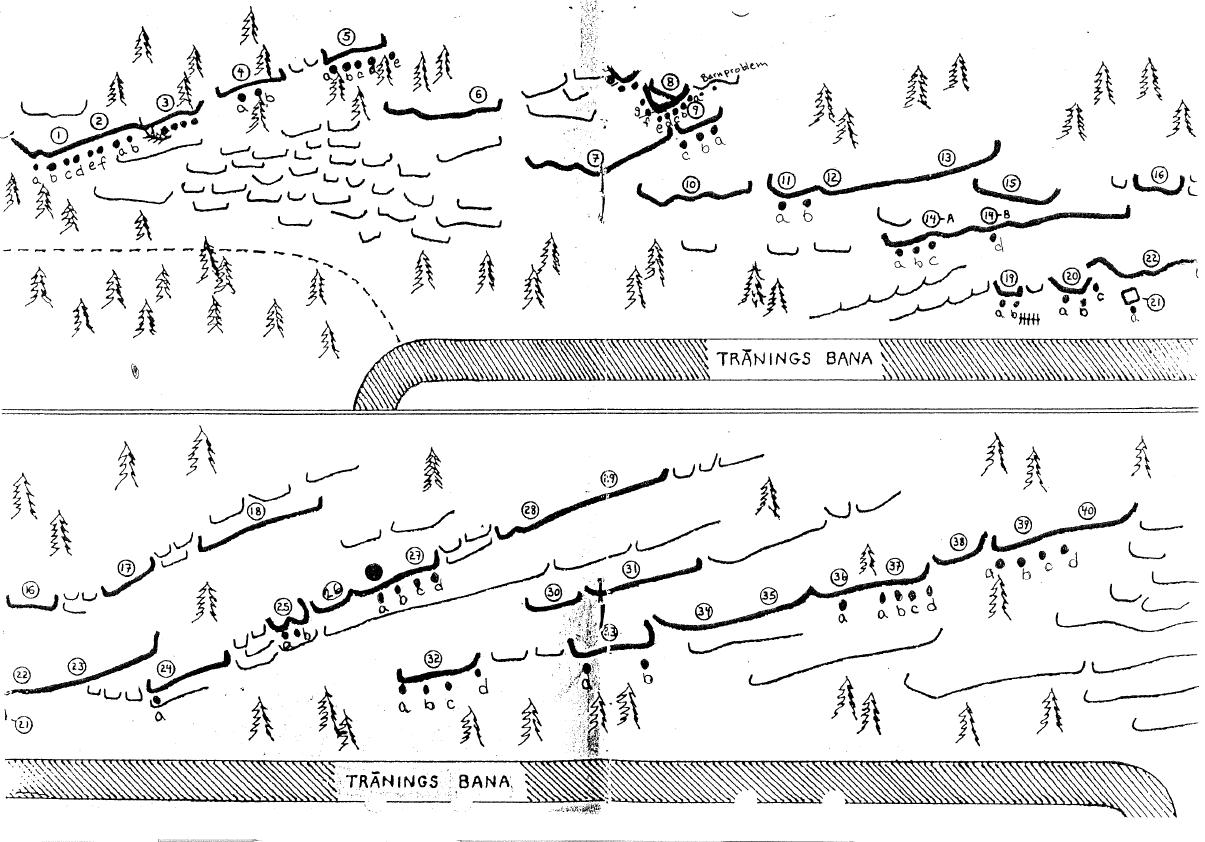 5
4
a b c d e
3
a b
6
8
Barnproblem
2
1
9
a b
a b c d e f
g f e d c b a
c b a
7
13
10
11
12
15
16
a b
14-A
14-B
a b c
d
22
19
20
c
21
a b
a b
a
TRÄNINGS BANA
29
18
28
40
39
27
38
17
26
37
16
25
31
36
a b c d
a b c d
30
a b c d
a
a b
35
34
33
23
24
32
22
a b
a b c d
a
21
TRÄNINGS BANA